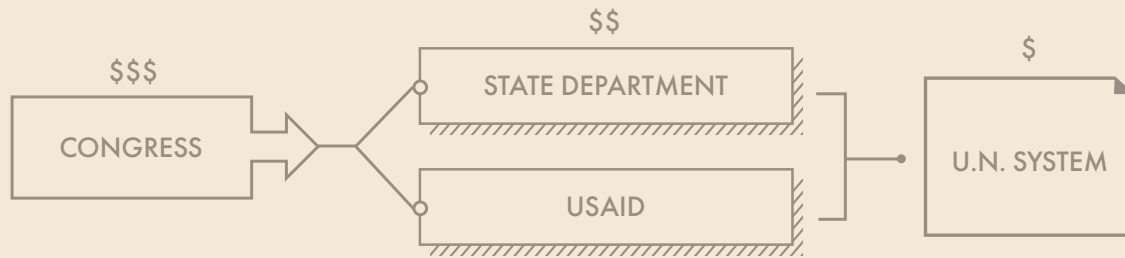 $$$
CONGRESS
$$
STATE DEPARTMENT
USAID
$
U.N. SYSTEM